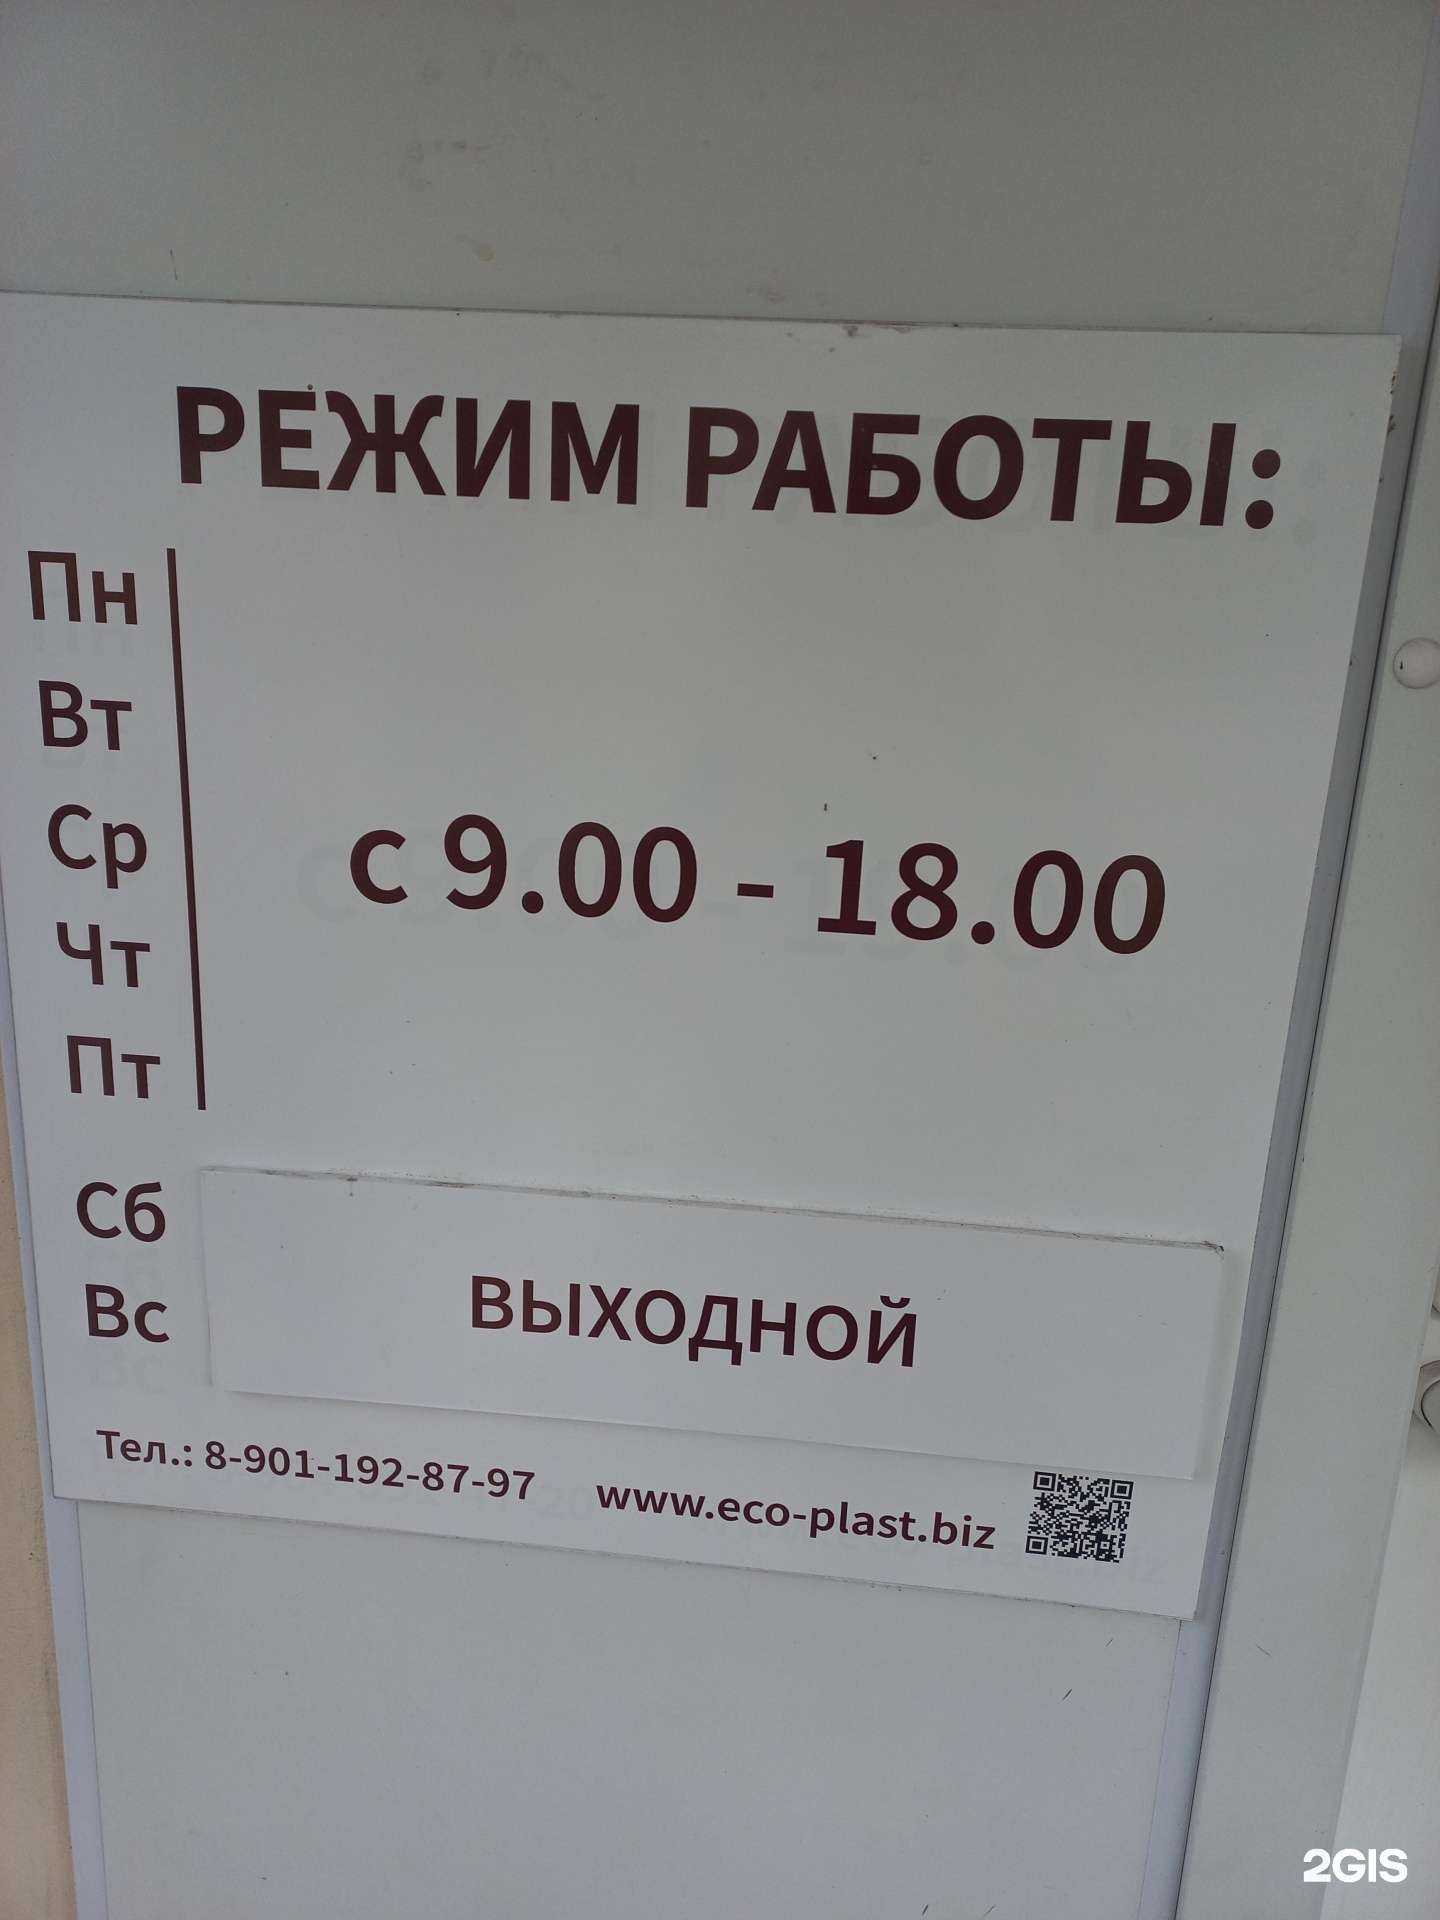 РЕЖИМ РАБОТЫ:
Пн
Вт
Ср
с 9.00 - 18.00
Чт
Пт
Сб
Вс
ВЫХОДНОЙ
Тел.: 8-901-192-87-97 www.eco-plast.biz
2GIS